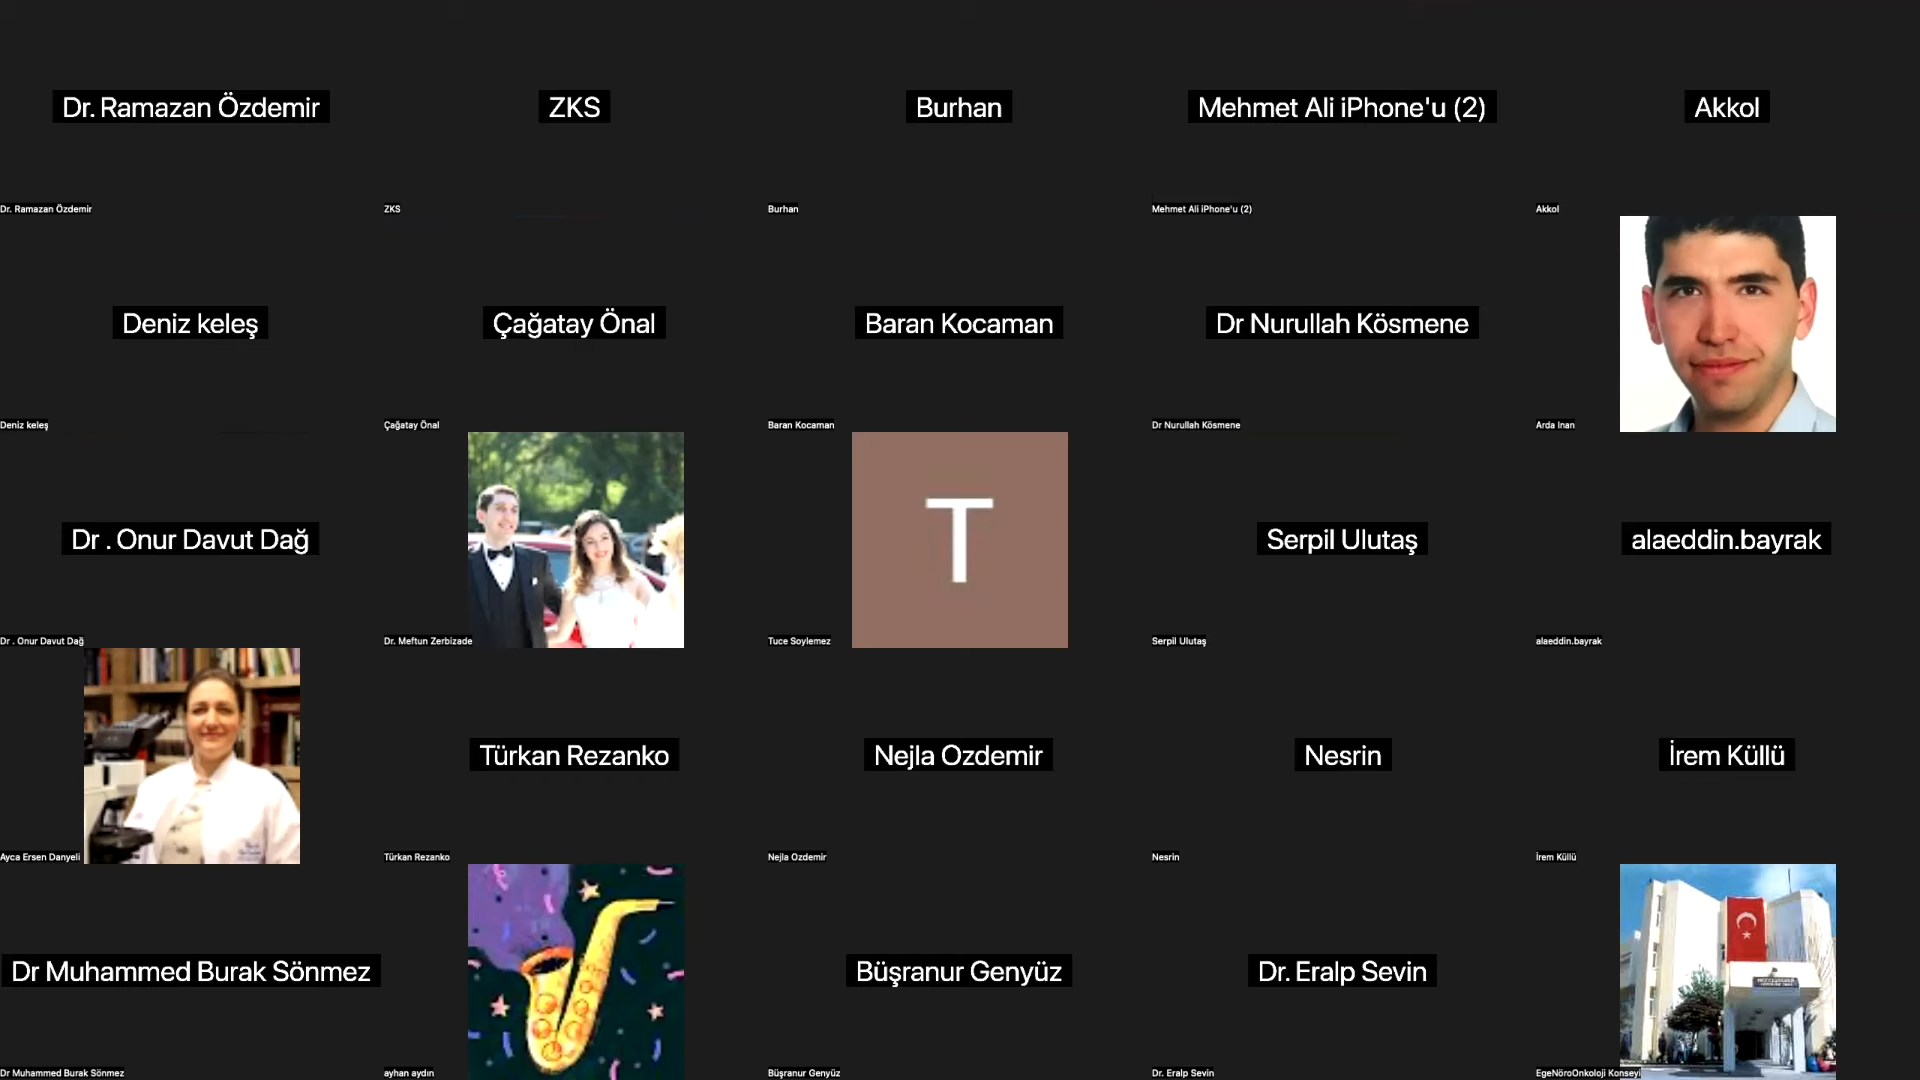 Dr. Ramazan Özdemir
ZKS
Burhan
Mehmet Ali iPhone'u (2)
Akkol
Dr. Ramazan Özdemir
ZKS
Burhan
Mehmet Ali iPhone'u (2)
Akkol
Deniz keleş
Çağatay Önal
Baran Kocaman
Dr Nurullah Kösmene
Deniz keleş
Çağatay Önal
Baran Kocaman
Dr Nurullah Kösmene
Arda Inan
Dr . Onur Davut Dağ
T
Serpil Ulutaş
alaeddin.bayrak
Dr . Onur Davut Dağ
Dr. Meftun Zerbizade
Tuce Soylemez
Serpil Ulutaş
alaeddin.bayrak
Türkan Rezanko
Nejla Ozdemir
Nesrin
İrem Küllü
Ayca Ersen Danyeli
Türkan Rezanko
Nejla Ozdemir
Nesrin
İrem Küllü
Dr Muhammed Burak Sönmez
Büşranur Genyüz
Dr. Eralp Sevin
Dr Muhammed Burak Sönmez
ayhan aydın
Büşranur Genyüz
Dr. Eralp Sevin
EgeNöroOnkoloji Konseyi